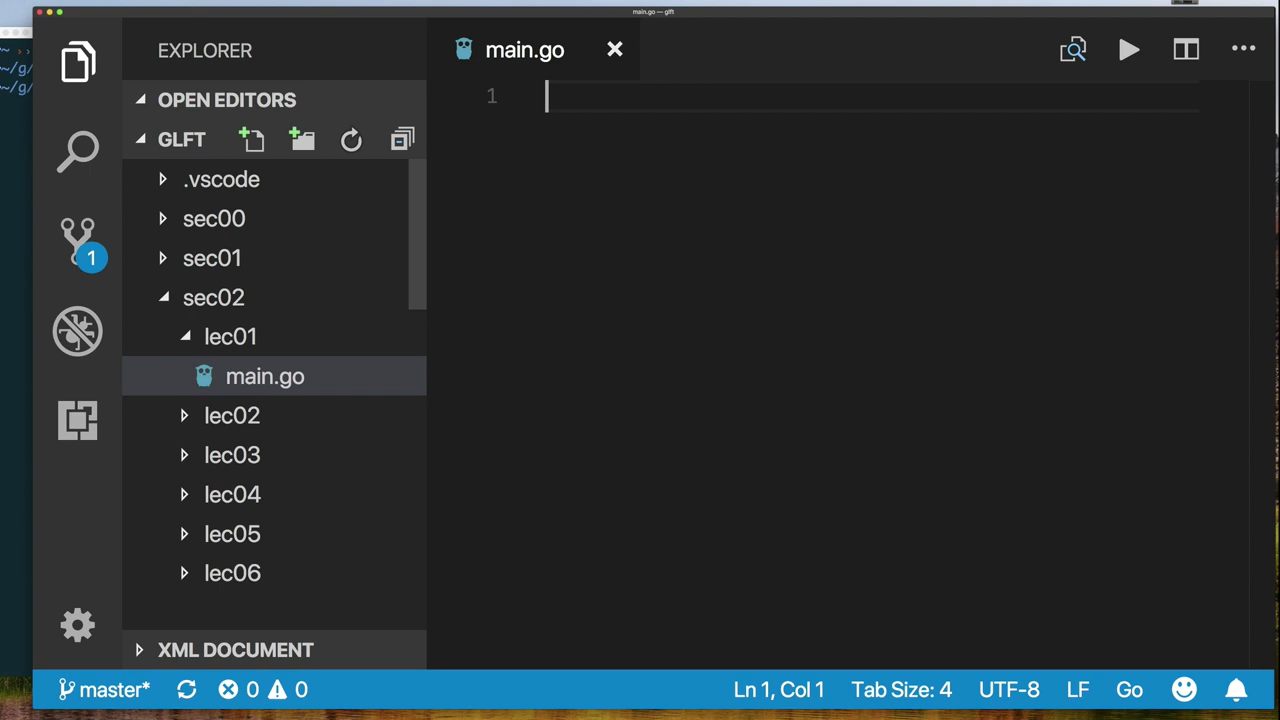 main.go — glft
~
~/g/
~/g/
EXPLORER
main.go
OPEN EDITORS
GLFT
1
.vscode
sec00
sec01
1
sec02
lec01
main.go
lec02
lec03
lec04
lec05
lec06
XML DOCUMENT
master* 0 0 Ln 1, Col 1 Tab Size: 4 UTF-8 LF Go